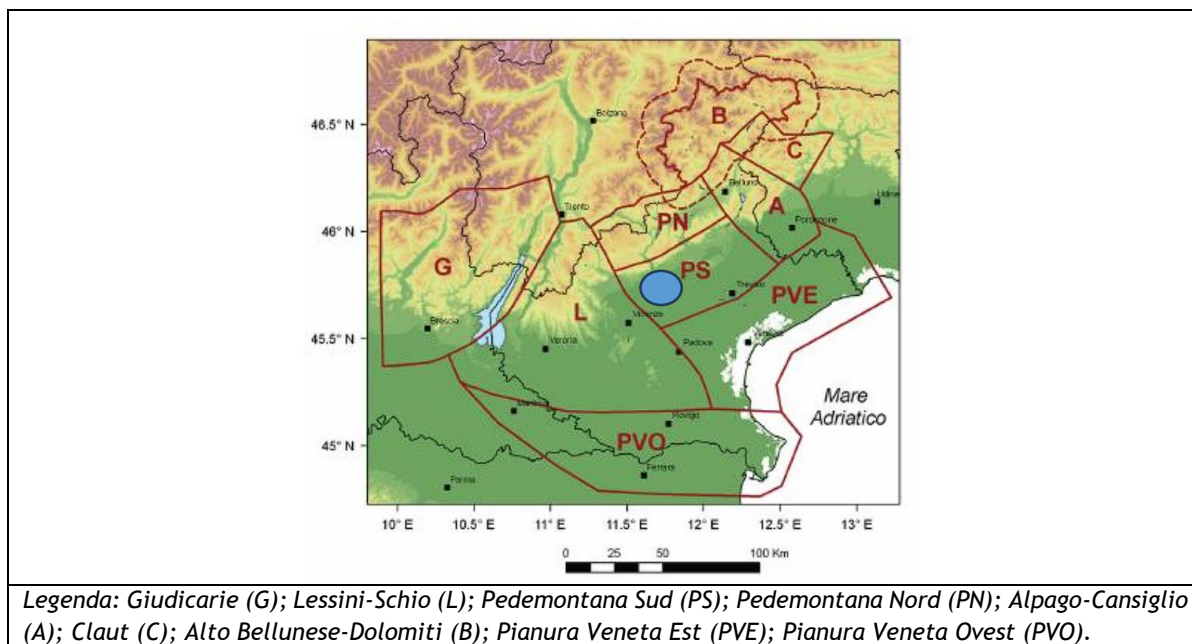 46.5° N
46° N
45.5° N
45° N
Bolzano
B
C
Belluno
Udine
Trento
A
PN
Pordenone
G
PS
Treviso
PVE
L
Vicenza
Brescia
Verona
Padova
Mare
Adriatico
Mantova
Rovigo
PVO
Ferrara
Parma
10° E 10.5° E 11° E 11.5° E 12° E 12.5° E 13° E
0 25 50 100 Km
Legenda: Giudicarie (G); Lessini-Schio (L); Pedemontana Sud (PS); Pedemontana Nord (PN); Alpago-Cansiglio
(A); Claut (C); Alto Bellunese-Dolomiti (B); Pianura Veneta Est (PVE); Pianura Veneta Ovest (PVO).